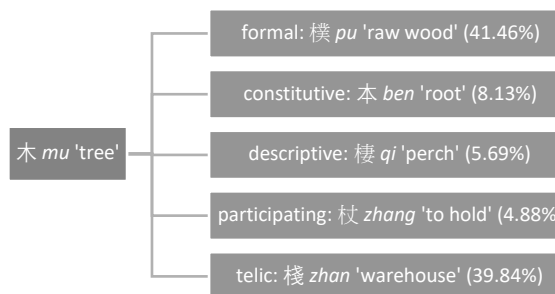 formal: 樸 pu 'raw wood' (41.46%)
constitutive: 本 ben 'root' (8.13%)
木 mu 'tree'
descriptive: 棲 qi 'perch' (5.69%)
participating: 杖 zhang 'to hold' (4.88%
telic: 棧 zhan 'warehouse' (39.84%)